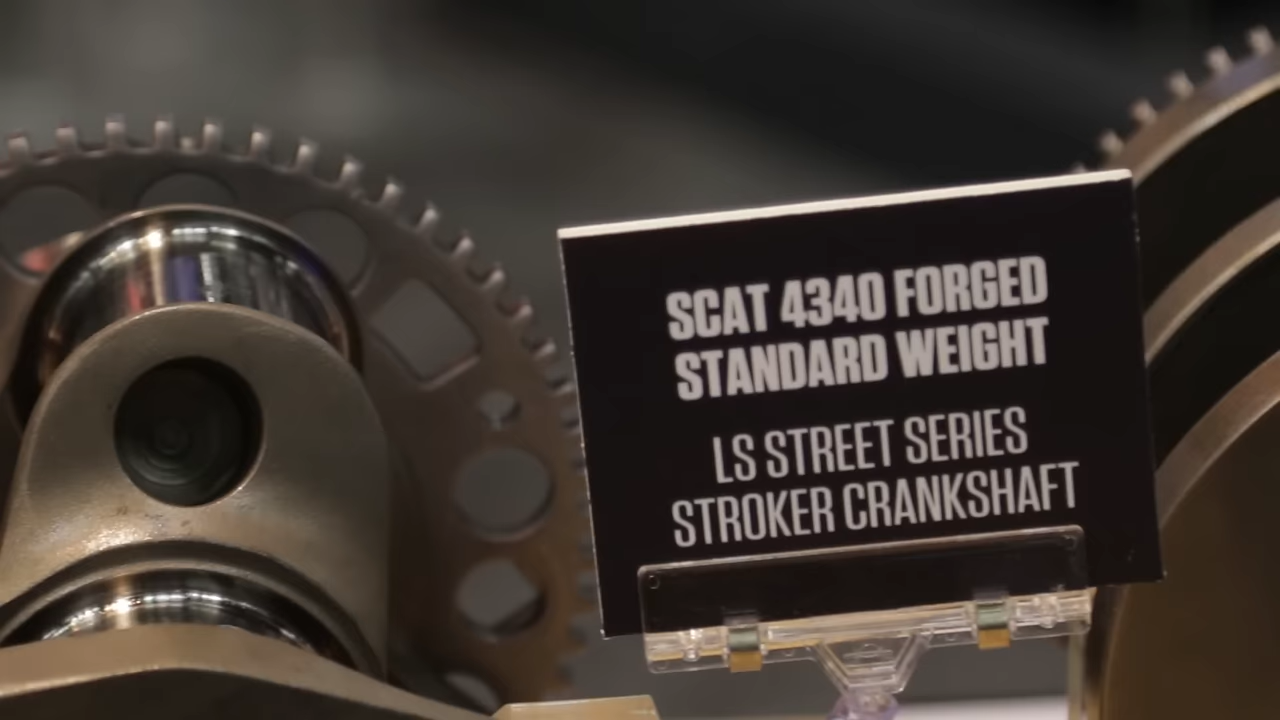 SCAT 4340 FORGED
STANDARD WEIGHT
LS STREET SERIES
STROKER CRANKSHAFT